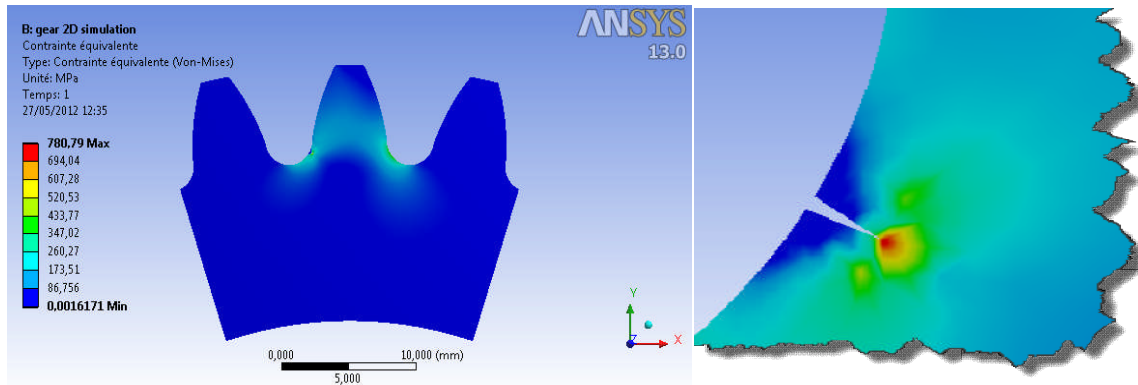 B: gear 2D simulation
Contrainte équivalente
Type: Contrainte équivalente (Von-Mises)
Unité: MPa
Temps: 1
27/05/2012 12:35
780,79 Max
694,04
607,28
520,53
433,77
347,02
260,27
173,51
86,756
0,0016171 Min
ANSYS
13.0
0,000
10,000 (mm)
5,000
Y
X
Z